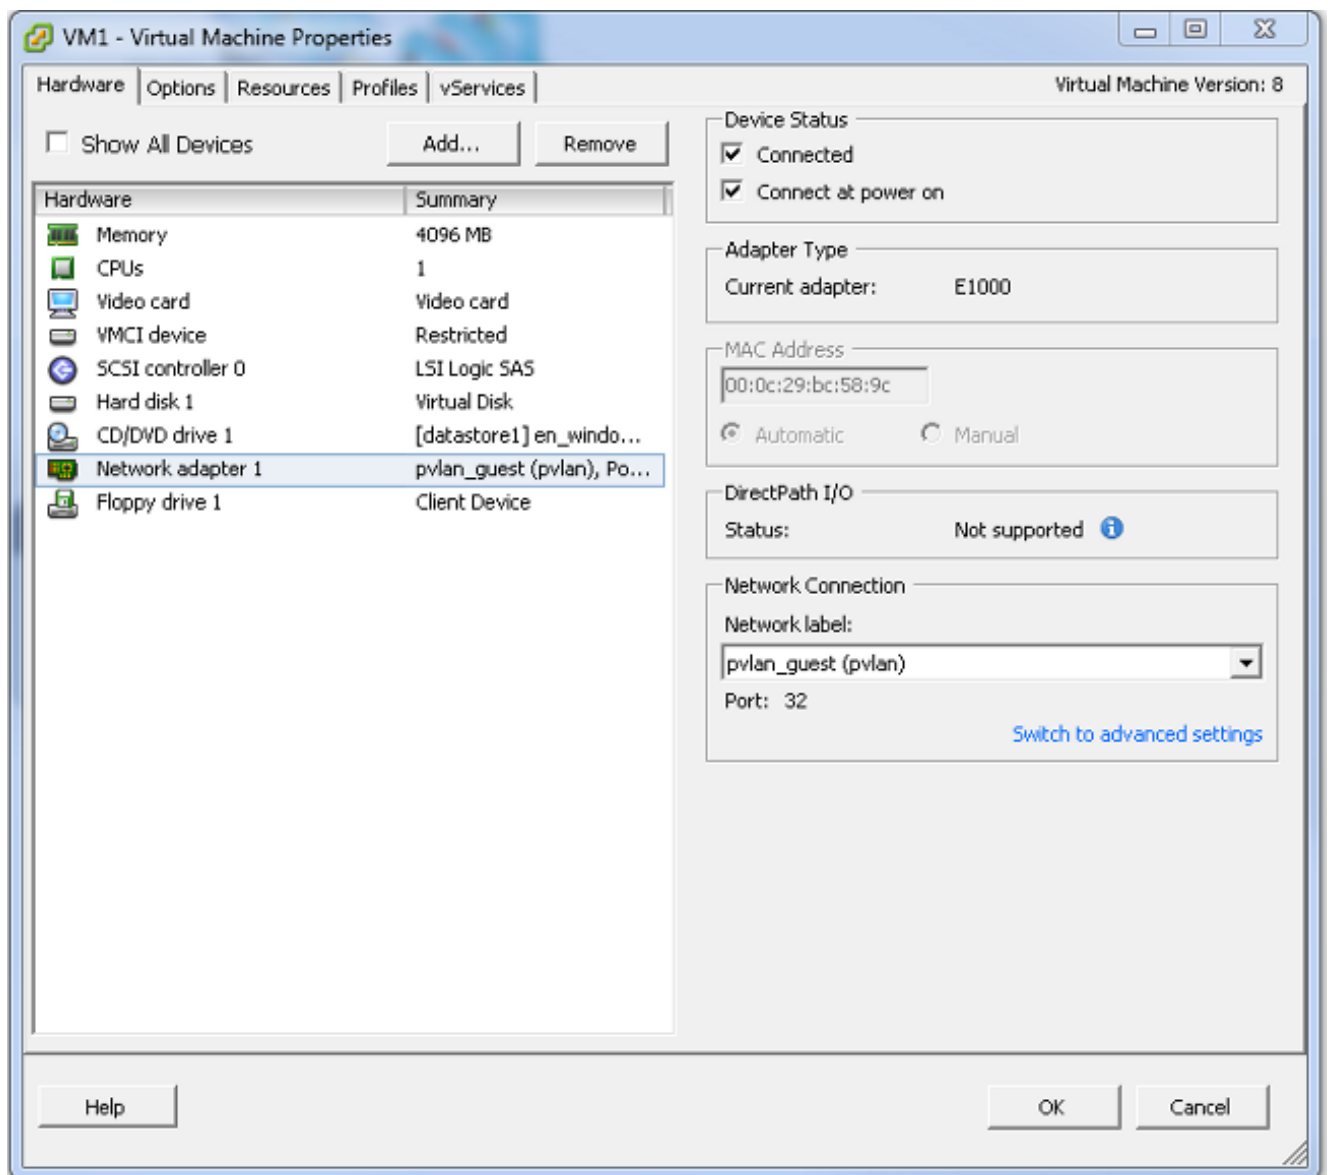 VM1 - Virtual Machine Properties
Hardware Options Resources Profiles vServices Virtual Machine Version: 8
Show All Devices Add... Remove
Hardware Summary
Memory 4096 MB
CPUs 1
Video card Video card
VMCI device Restricted
SCSI controller 0 LSI Logic SAS
Hard disk 1 Virtual Disk
CD/DVD drive 1 [datastore1] en_windo...
Network adapter 1 pvlan_guest (pvlan), Po...
Floppy drive 1 Client Device
Device Status
Connected
Connect at power on
Adapter Type
Current adapter: E1000
MAC Address
00:0c:29:bc:58:9c
Automatic Manual
DirectPath I/O
Status: Not supported
Network Connection
Network label:
pvlan_guest (pvlan)
Port: 32
Switch to advanced settings
Help OK Cancel